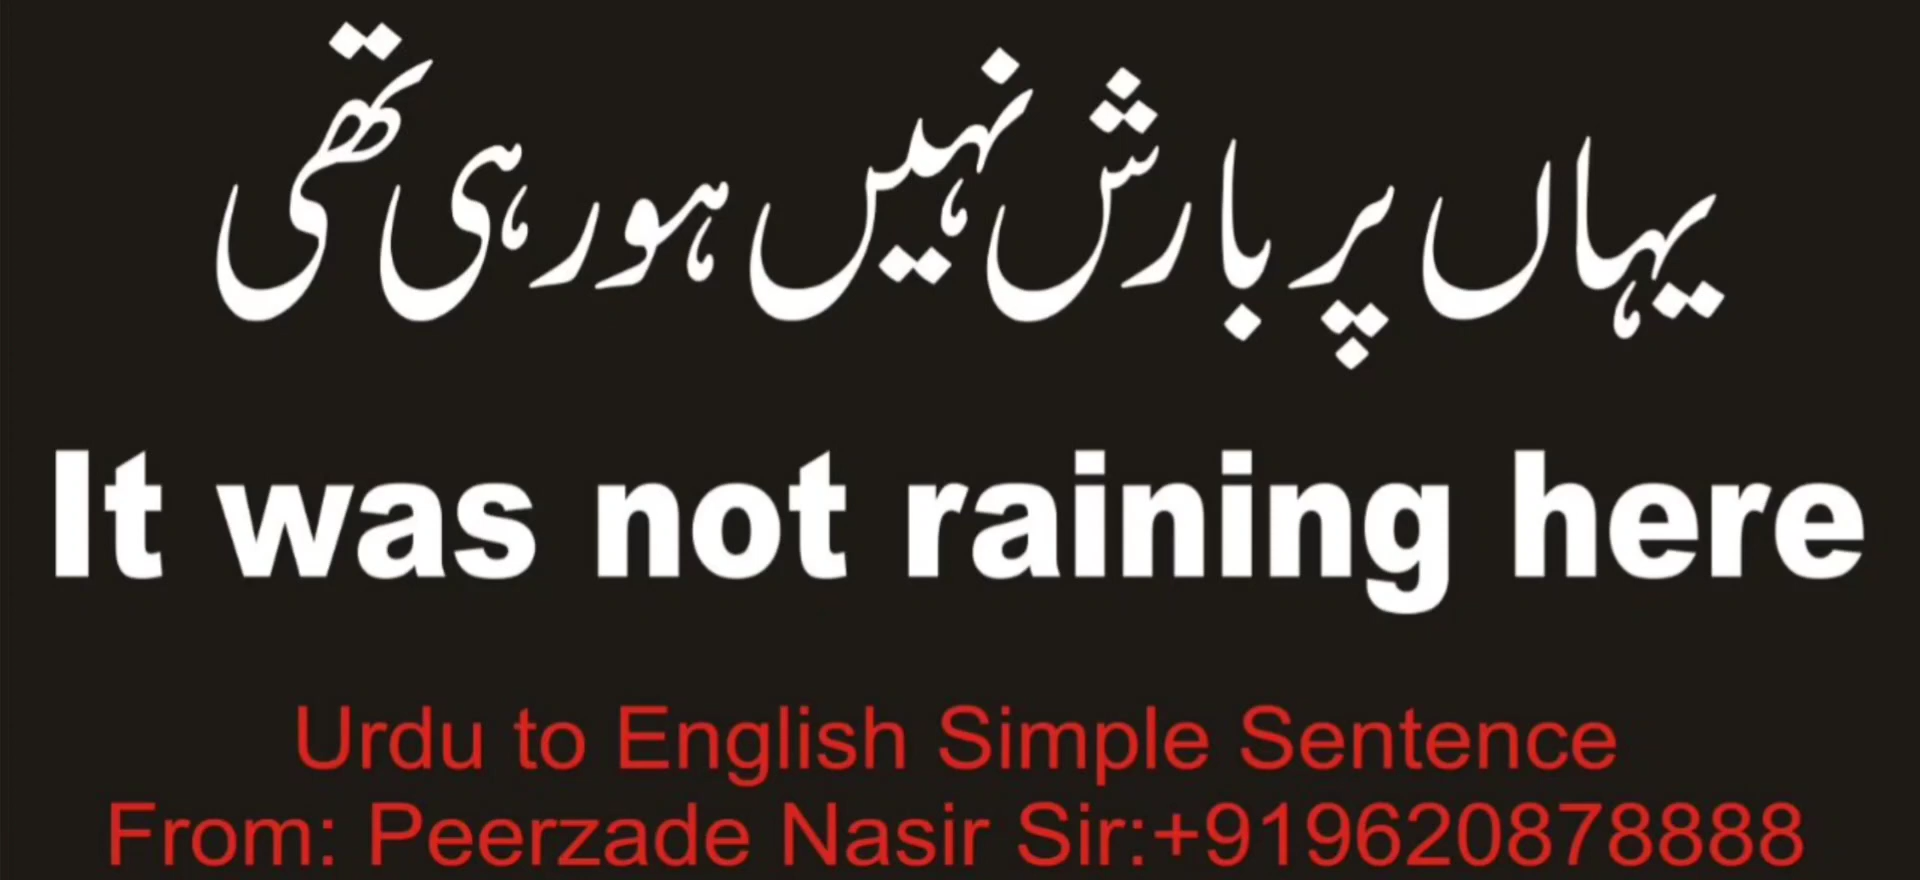 یہاں پر بارش نہیں ہو رہی تھی
It was not raining here
Urdu to English Simple Sentence
From: Peerzade Nasir Sir:+919620878888